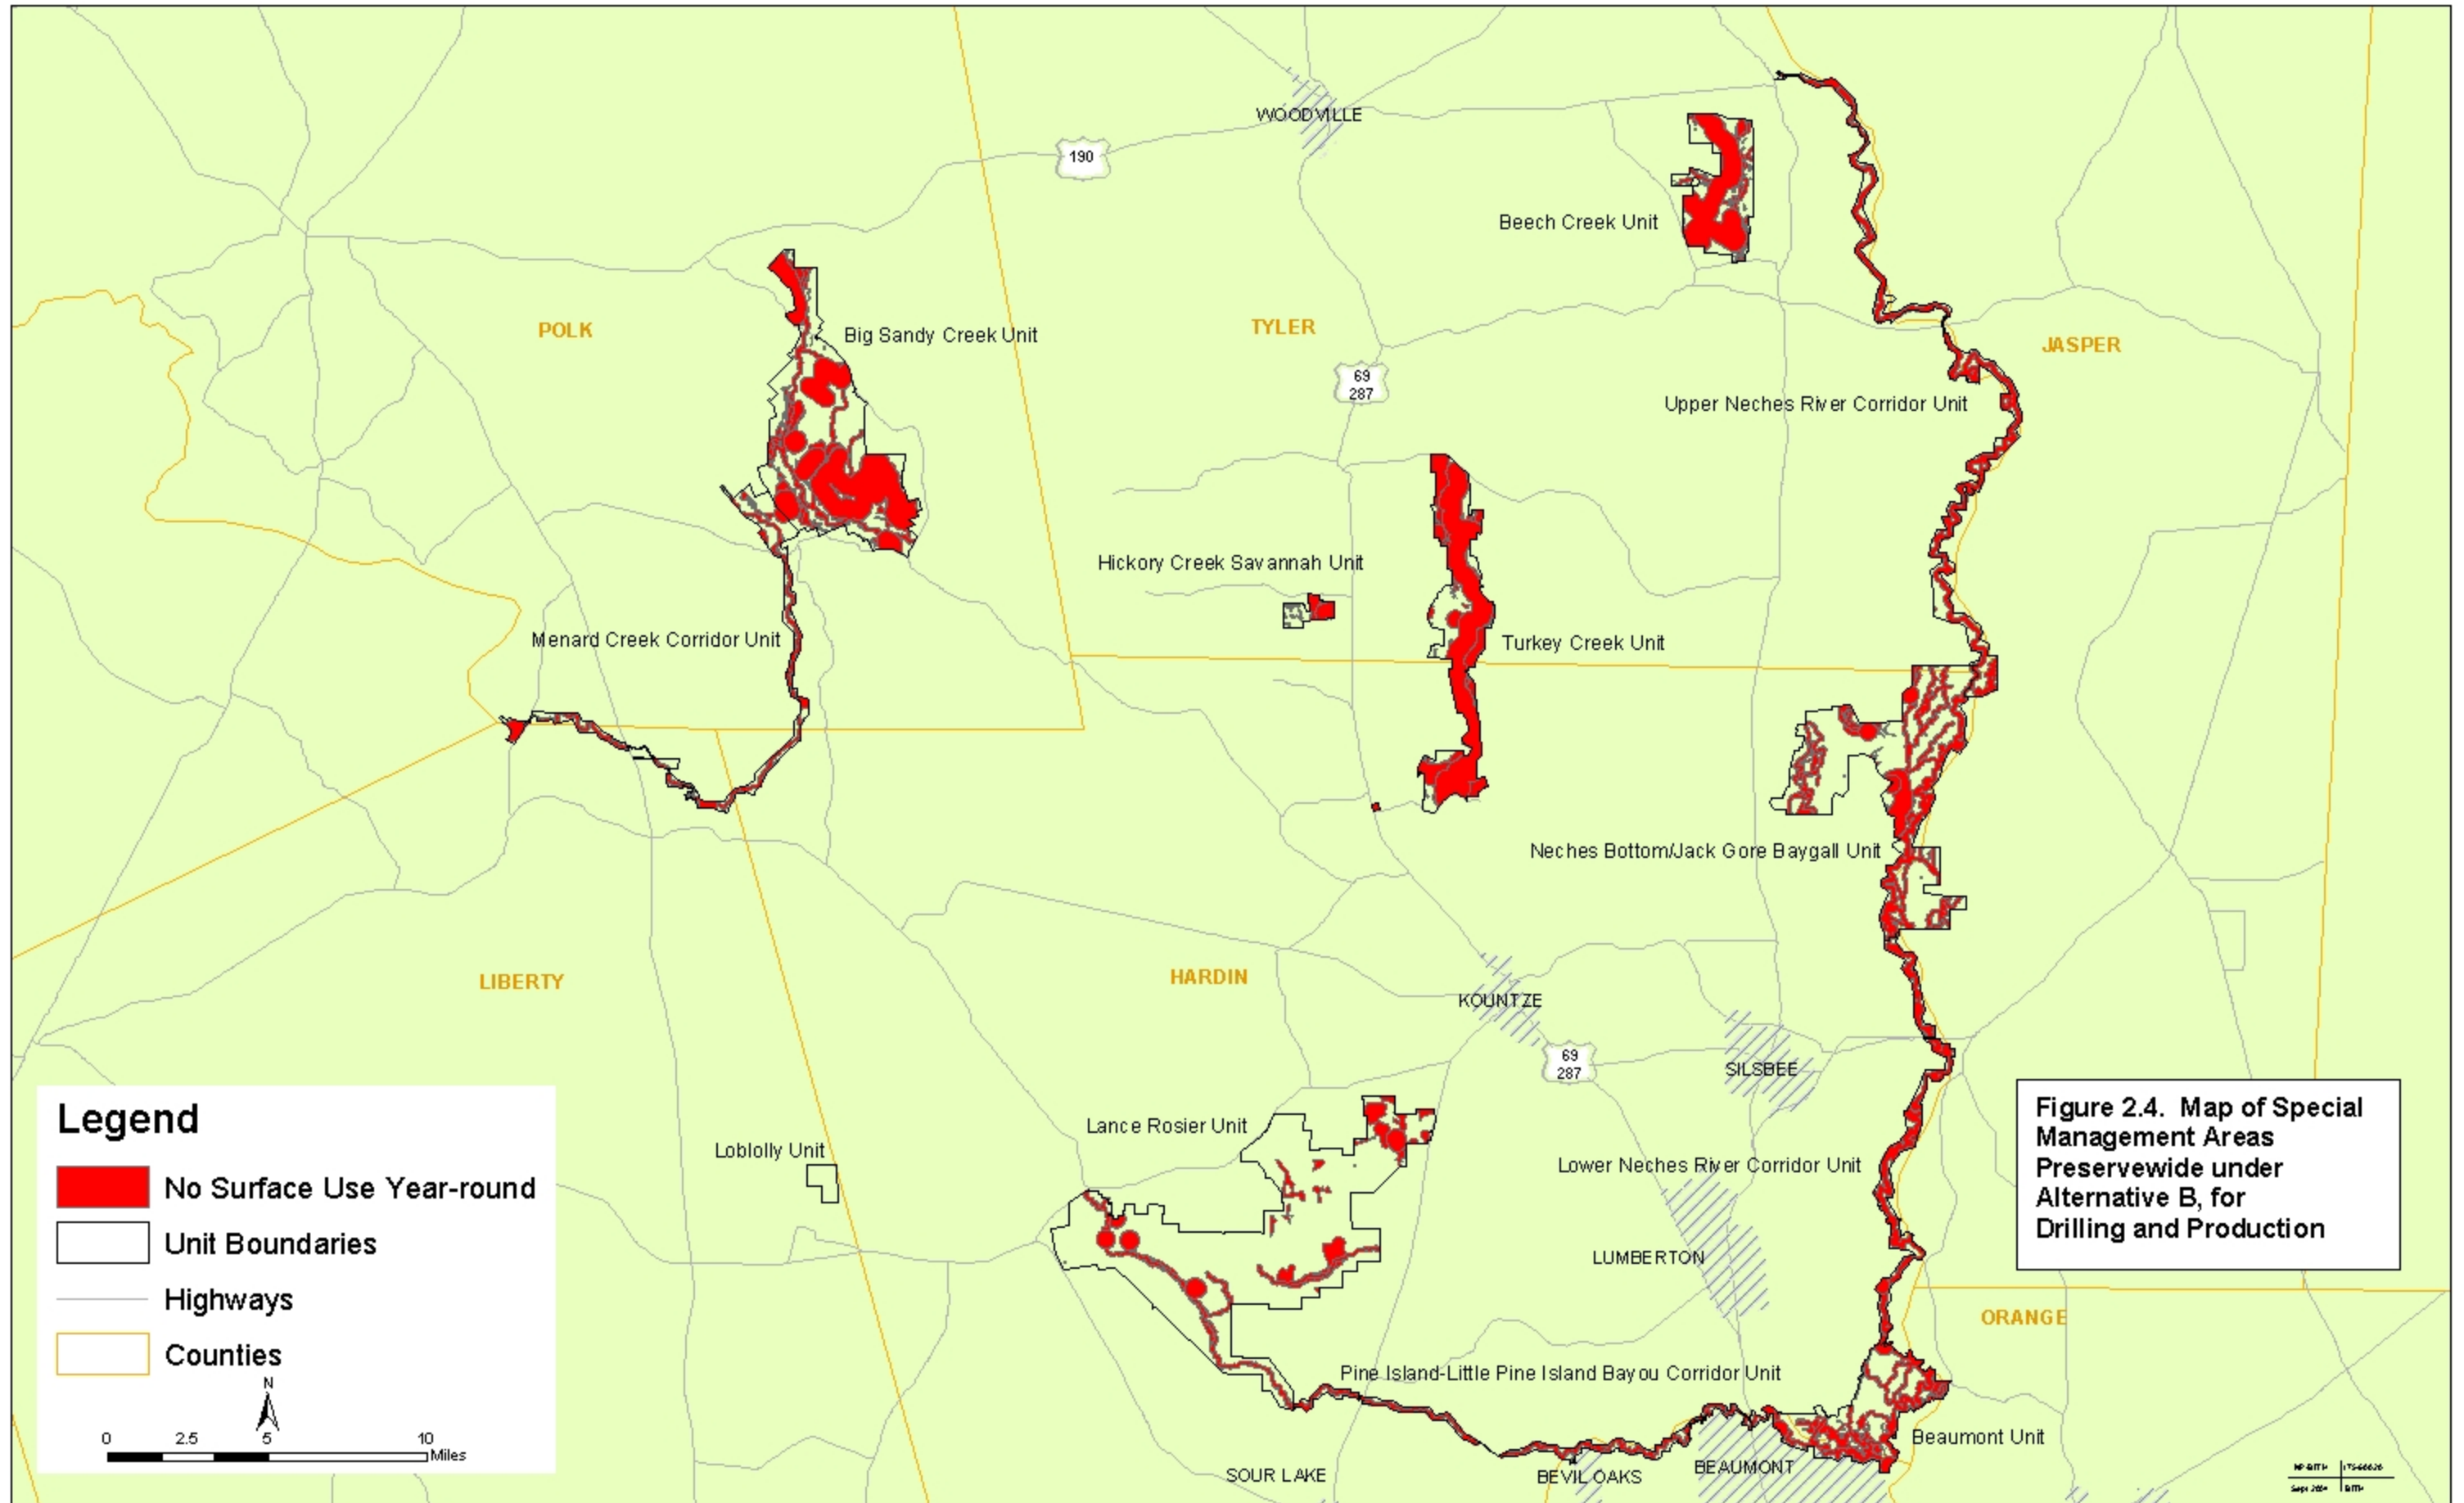 WOODVILLE
190
Beech Creek Unit
POLK
Big Sandy Creek Unit
TYLER
JASPER
69
287
Upper Neches River Corridor Unit
Hickory Creek Savannah Unit
Menard Creek Corridor Unit
Turkey Creek Unit
Neches Bottom/Jack Gore Baygall Unit
LIBERTY
HARDIN
KOUNTZE
69
287
SILSBEE
Lance Rosier Unit
Loblolly Unit
Lower Neches River Corridor Unit
LUMBERTON
ORANGE
Pine Island-Little Pine Island Bayou Corridor Unit
Beaumont Unit
SOUR LAKE
BEVIL OAKS
BEAUMONT
Figure 2.4. Map of Special
Management Areas
Preservewide under
Alternative B, for
Drilling and Production
Legend
No Surface Use Year-round
Unit Boundaries
Highways
Counties
N
0 2.5 5 10
Miles